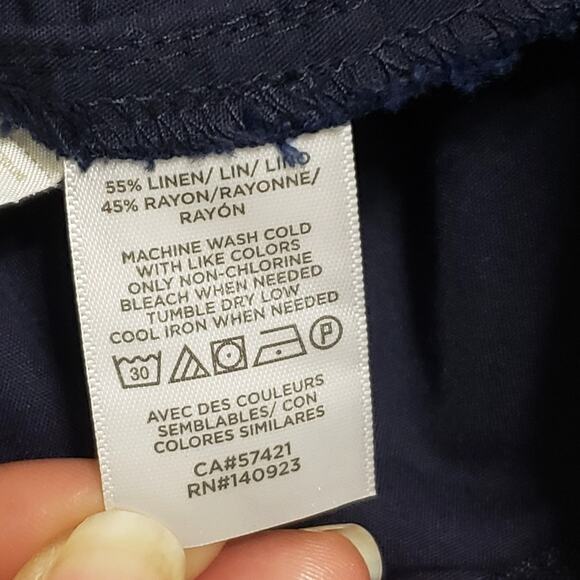 55% LINEN/ LIN/ LINO
45% RAYON/RAYONNE/
RAYÓN
MACHINE WASH COLD
WITH LIKE COLORS
ONLY NON-CHLORINE
BLEACH WHEN NEEDED
TUMBLE DRY LOW
COOL IRON WHEN NEEDED
30 P
AVEC DES COULEURS
SEMBLABLES/ CON
COLORES SIMILARES
CA#57421
RN#140923